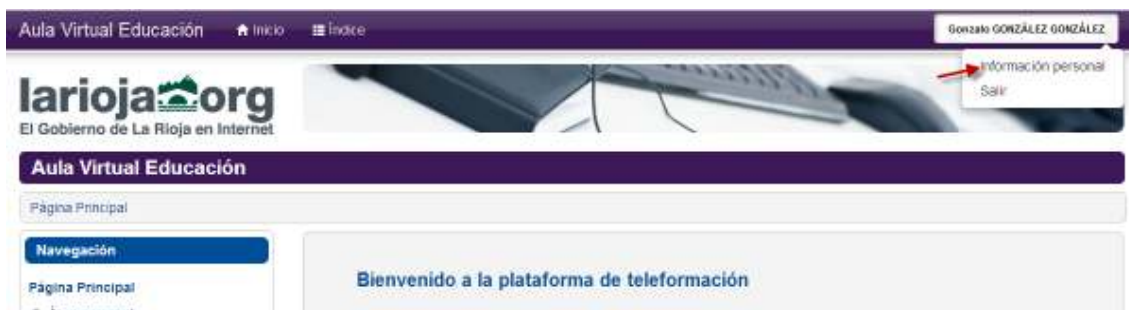 Aula Virtual Educación Inicio Índice Gonzalo GONZÁLEZ GONZÁLEZ
Información personal
Salir
larioja org
El Gobierno de La Rioja en Internet
Aula Virtual Educación
Página Principal
Navegación
Página Principal
Bienvenido a la plataforma de teleformación